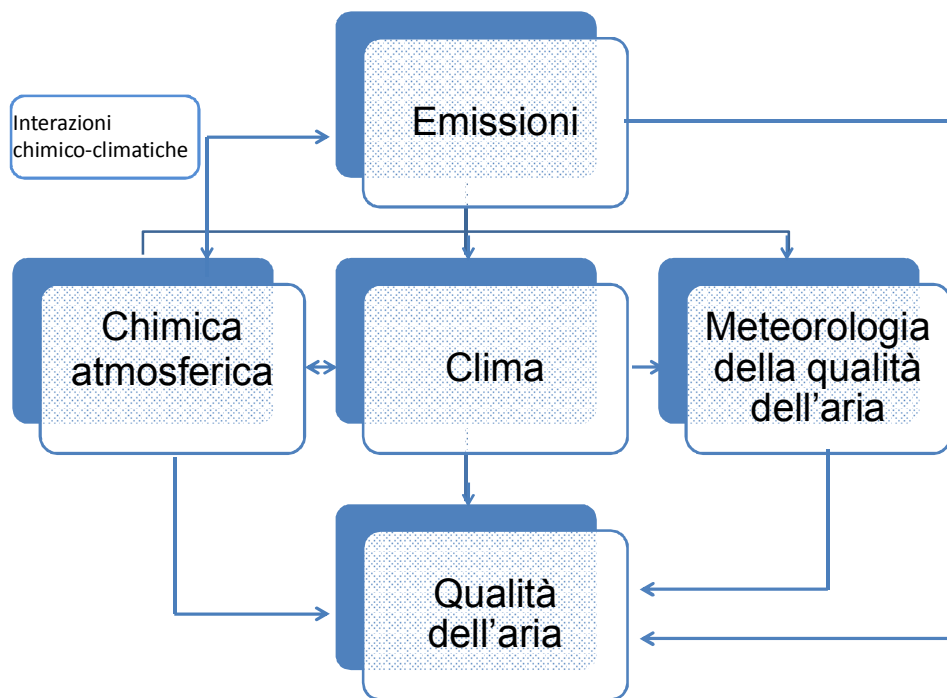 Emissioni
Interazioni
chimico-climatiche
Chimica
atmosferica
Clima
Meteorologia
della qualità
dell’aria
Qualità
dell’aria